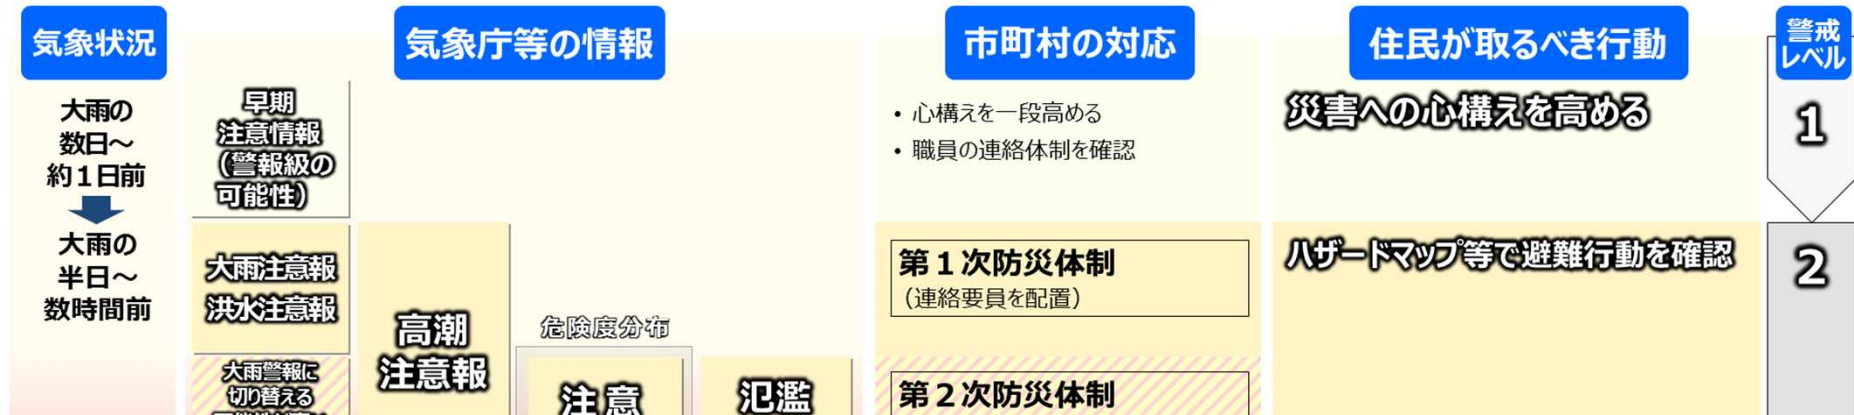 気象状況
気象庁等の情報
市町村の対応
住民が取るべき行動
警戒
レベル
大雨の
数日～
約１日前
早期
注意情報
（警報級の
可能性）
• 心構えを一段高める
• 職員の連絡体制を確認
災害への心構えを高める
1
大雨の
半日～
数時間前
大雨注意報
洪水注意報
高潮
注意報
危険度分布
注意
氾濫
第１次防災体制
（連絡要員を配置）
ハザードマップ等で避難行動を確認
2
大雨警報に
切り替える
第２次防災体制